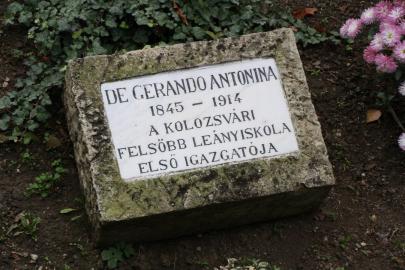 DE GERANDO ANTONINA
1845 - 1914
A KOLOZSVÁRI
FELSŐBB LEÁNYISKOLA
ELSŐ IGAZGATÓJA